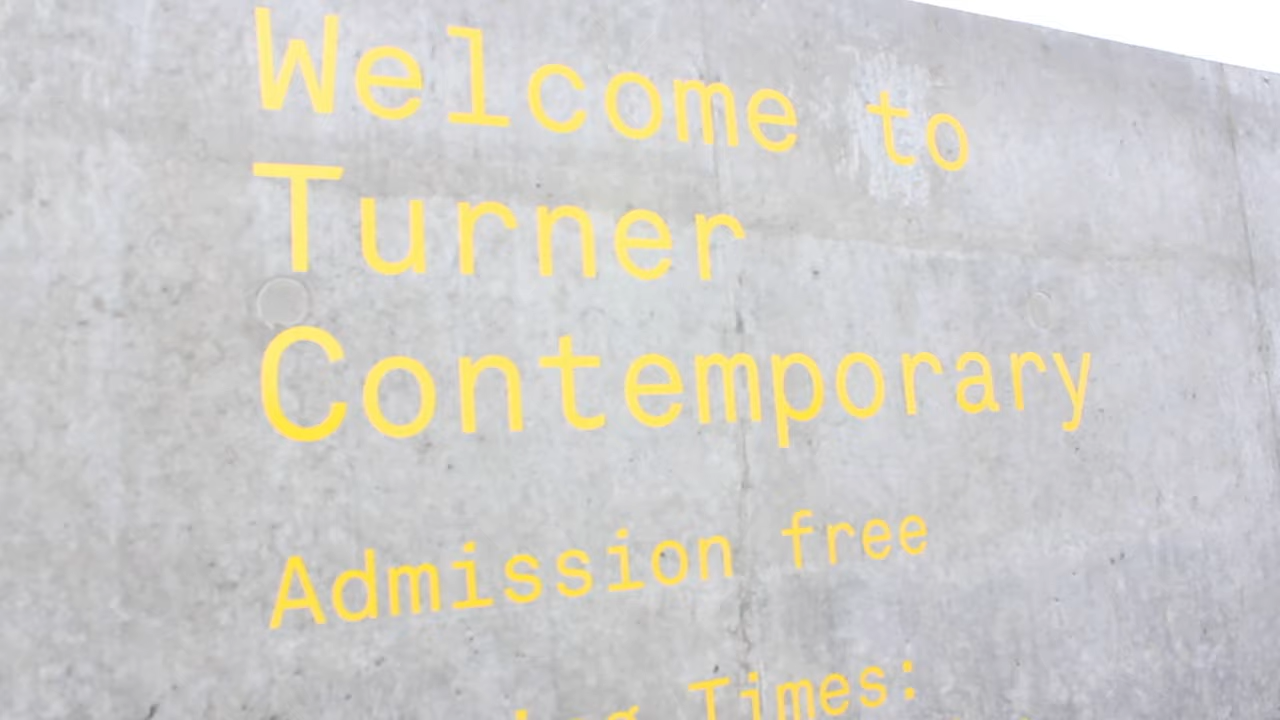 Welcome to
Turner
Contemporary
Admission free
Times: